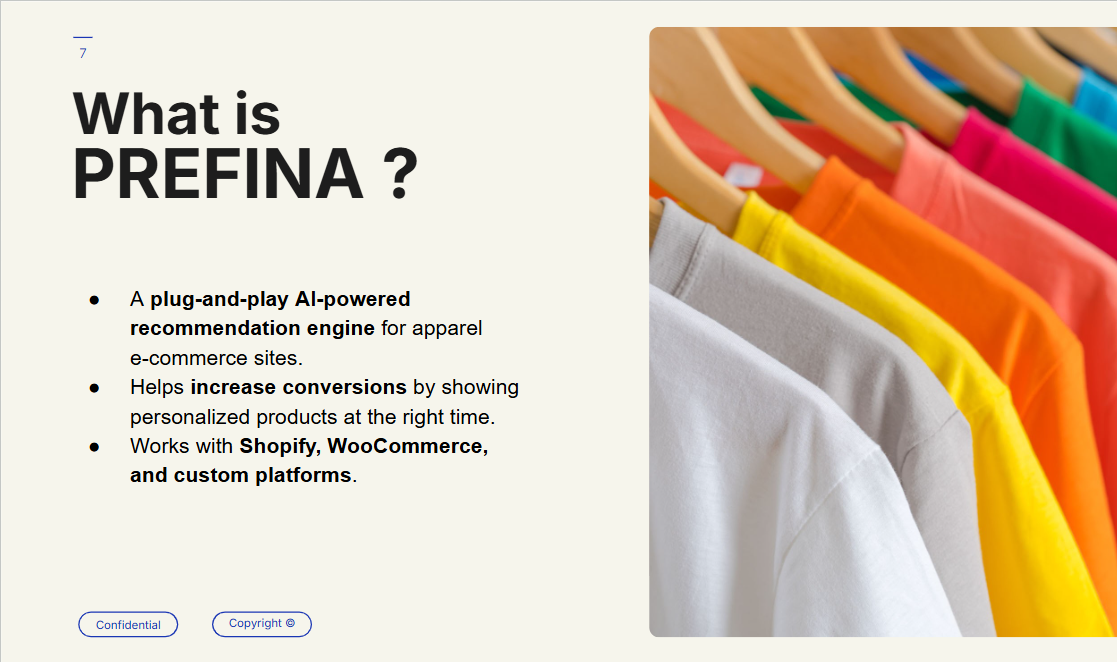 7
What is
PREFINA ?
● A plug-and-play AI-powered
recommendation engine for apparel
e-commerce sites.
● Helps increase conversions by showing
personalized products at the right time.
● Works with Shopify, WooCommerce,
and custom platforms.
Confidential
Copyright ©